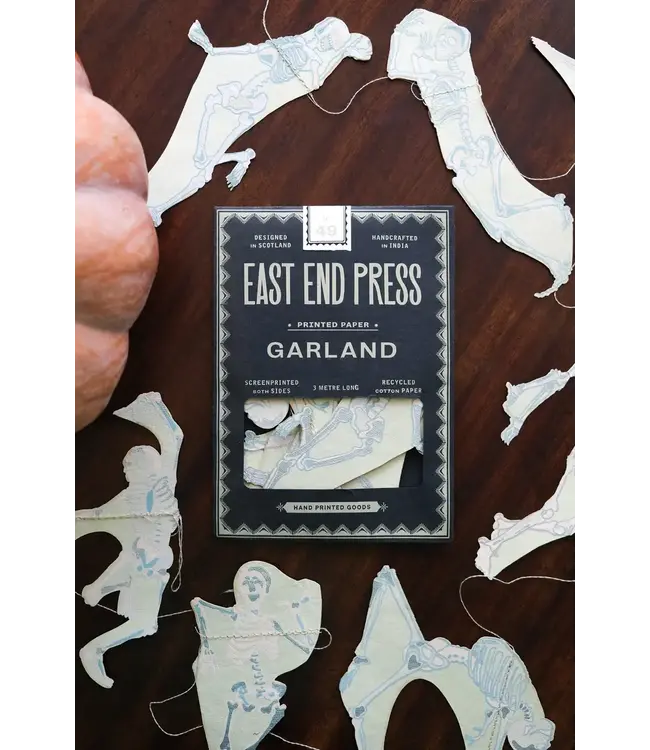 49
DESIGNED
IN SCOTLAND
HANDCRAFTED
IN INDIA
EAST END PRESS
PRINTED PAPER
GARLAND
SCREENPRINTED
BOTH SIDES
3 METRE LONG
RECYCLED
COTTON PAPER
HAND PRINTED GOODS